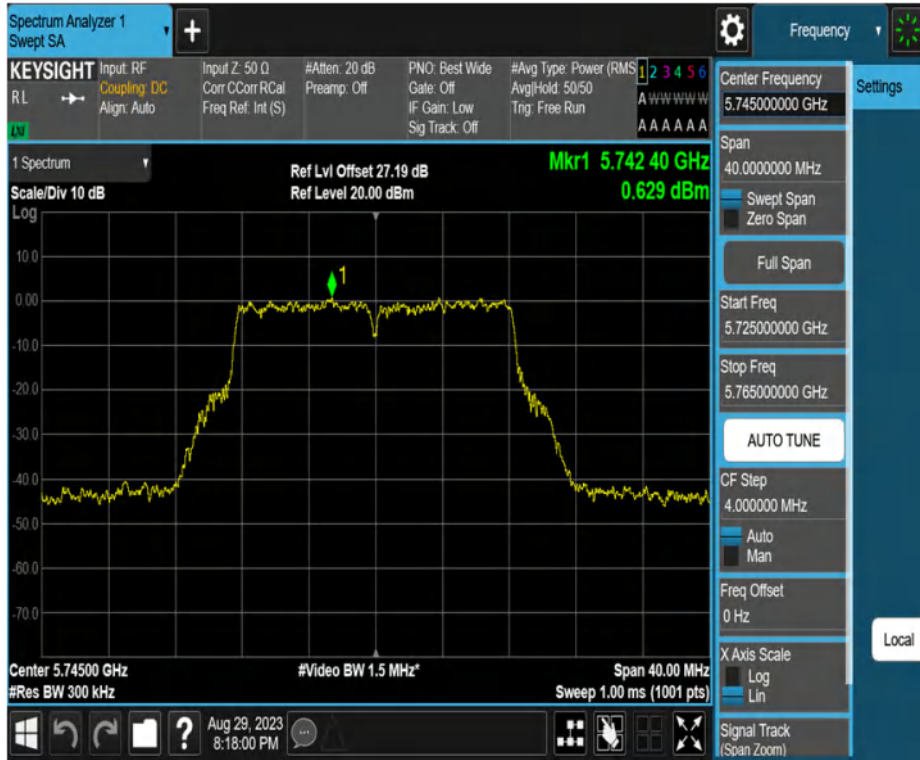 Spectrum Analyzer 1
Swept SA
Frequency
KEYSIGHT
RL
LXI
Input: RF
Coupling: DC
Align: Auto
Input Z: 50 Ω
Corr CCorr RCal
Freq Ref: Int (S)
#Atten: 20 dB
Preamp: Off
PNO: Best Wide
Gate: Off
IF Gain: Low
Sig Track: Off
#Avg Type: Power (RMS
Avg|Hold: 50/50
Trig: Free Run
1 2 3 4 5 6
A W W W W W
A A A A A A
1 Spectrum
Scale/Div 10 dB
Log
Ref Lvl Offset 27.19 dB
Ref Level 20.00 dBm
Mkr1 5.742 40 GHz
0.629 dBm
10.0
0.00
-10.0
-20.0
-30.0
-40.0
-50.0
-60.0
-70.0
1
Center 5.74500 GHz
#Res BW 300 kHz
#Video BW 1.5 MHz*
Span 40.00 MHz
Sweep 1.00 ms (1001 pts)
?
Aug 29, 2023
8:18:00 PM
Center Frequency
5.745000000 GHz
Span
40.0000000 MHz
Swept Span
Zero Span
Full Span
Start Freq
5.725000000 GHz
Stop Freq
5.765000000 GHz
AUTO TUNE
CF Step
4.000000 MHz
Auto
Man
Freq Offset
0 Hz
X Axis Scale
Log
Lin
Signal Track
(Span Zoom)
Settings
Local